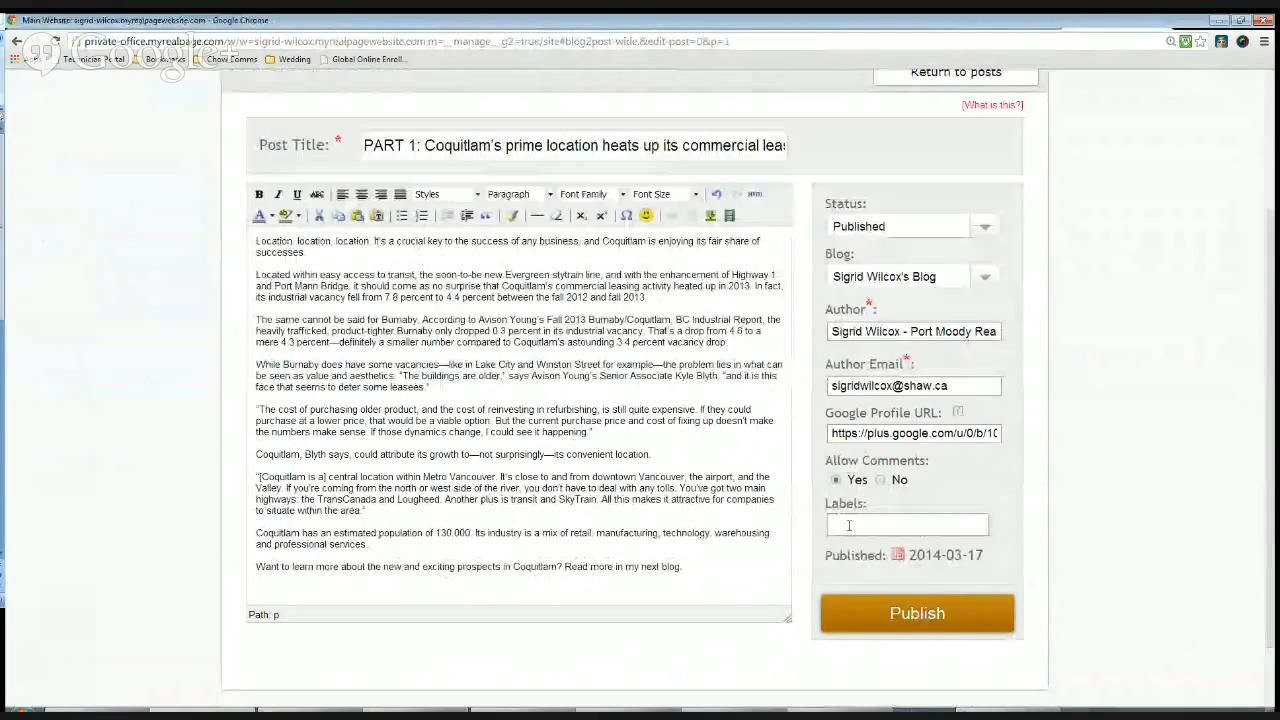 Main Website: sigrid-wilcox.myrealpagewebsite.com - Google Chrome
Google+
private-office.myrealpage.com/w/w=sigrid-wilcox.myrealpagewebsite.com,m=__manage__g2=true/site#blog2post-wide,&edit-post=0&p=1
Technician Portal Bookmarks Chow Comms Wedding Global Online Enroll...
Return to posts
[What is this?]
Post Title: * PART 1: Coquitlam's prime location heats up its commercial leas
B I U ABC Styles Paragraph Font Family Font Size HTML
Location, location, location. It's a crucial key to the success of any business, and Coquitlam is enjoying its fair share of
successes.
Located within easy access to transit, the soon-to-be new Evergreen stytrain line, and with the enhancement of Highway 1
and Port Mann Bridge, it should come as no surprise that Coquitlam's commercial leasing activity heated up in 2013. In fact,
its industrial vacancy fell from 7.8 percent to 4.4 percent between the fall 2012 and fall 2013.
The same cannot be said for Burnaby. According to Avison Young's Fall 2013 Burnaby/Coquitlam, BC Industrial Report, the
heavily trafficked, product-tighter Burnaby only dropped 0.3 percent in its industrial vacancy. That's a drop from 4.6 to a
mere 4.3 percent—definitely a smaller number compared to Coquitlam's astounding 3.4 percent vacancy drop.
While Burnaby does have some vacancies—like in Lake City and Winston Street for example—the problem lies in what can
be seen as value and aesthetics. "The buildings are older," says Avison Young's Senior Associate Kyle Blyth, "and it is this
face that seems to deter some leasees."
"The cost of purchasing older product, and the cost of reinvesting in refurbishing, is still quite expensive. If they could
purchase at a lower price, that would be a viable option. But the current purchase price and cost of fixing up doesn't make
the numbers make sense. If those dynamics change, I could see it happening."
Coquitlam, Blyth says, could attribute its growth to—not surprisingly—its convenient location.
"[Coquitlam is a] central location within Metro Vancouver. It's close to and from downtown Vancouver, the airport, and the
Valley. If you're coming from the north or west side of the river, you don't have to deal with any tolls. You've got two main
highways: the TransCanada and Lougheed. Another plus is transit and SkyTrain. All this makes it attractive for companies
to situate within the area."
Coquitlam has an estimated population of 130,000. Its industry is a mix of retail, manufacturing, technology, warehousing
and professional services.
Want to learn more about the new and exciting prospects in Coquitlam? Read more in my next blog.
Path: p
Status:
Published
Blog:
Sigrid Wilcox's Blog
Author*:
Sigrid Wilcox - Port Moody Rea
Author Email*:
sigridwilcox@shaw.ca
Google Profile URL: [?]
https://plus.google.com/u/0/b/10
Allow Comments:
Yes No
Labels:
Published: 2014-03-17
Publish